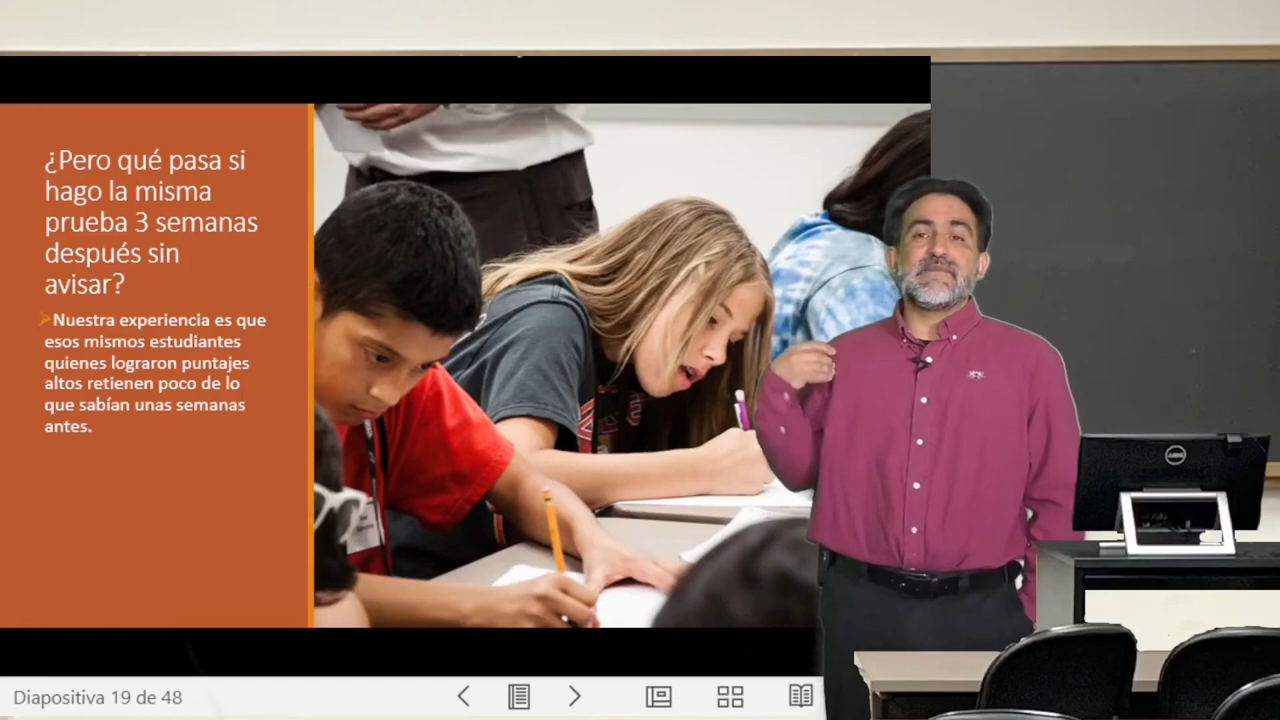 ¿Pero qué pasa si
hago la misma
prueba 3 semanas
después sin
avisar?
Nuestra experiencia es que
esos mismos estudiantes
quienes lograron puntajes
altos retienen poco de lo
que sabían unas semanas
antes.
Diapositiva 19 de 48